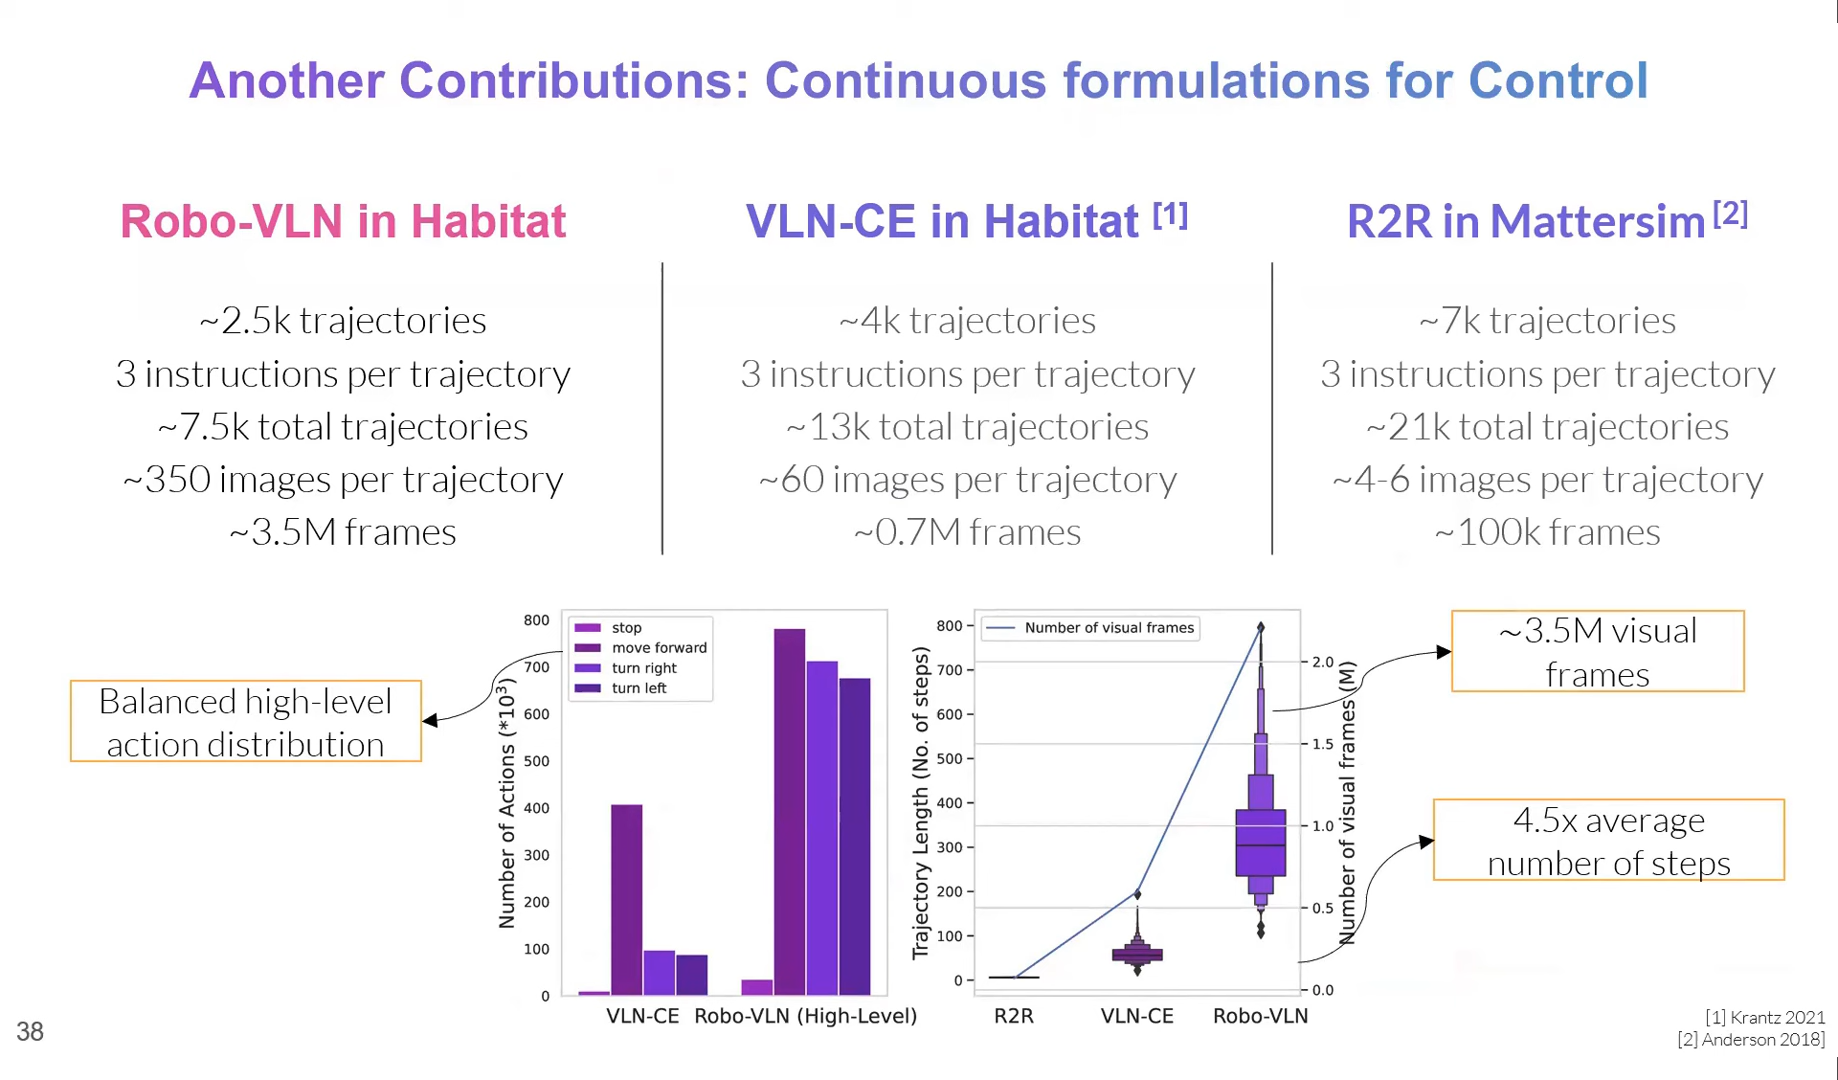 Another Contributions: Continuous formulations for Control
Robo-VLN in Habitat
~2.5k trajectories
3 instructions per trajectory
~7.5k total trajectories
~350 images per trajectory
~3.5M frames
VLN-CE in Habitat [1]
~4k trajectories
3 instructions per trajectory
~13k total trajectories
~60 images per trajectory
~0.7M frames
R2R in Mattersim [2]
~7k trajectories
3 instructions per trajectory
~21k total trajectories
~4-6 images per trajectory
~100k frames
Balanced high-level
action distribution
Number of Actions (*10³)
800
700
600
500
400
300
200
100
0
stop
move forward
turn right
turn left
VLN-CE
Robo-VLN (High-Level)
Trajectory Length (No. of steps)
800
700
600
500
400
300
200
100
0
Number of visual frames
2.0
1.5
1.0
0.5
0.0
Number of visual frames (M)
R2R
VLN-CE
Robo-VLN
~3.5M visual
frames
4.5x average
number of steps
[1] Krantz 2021
[2] Anderson 2018]
38